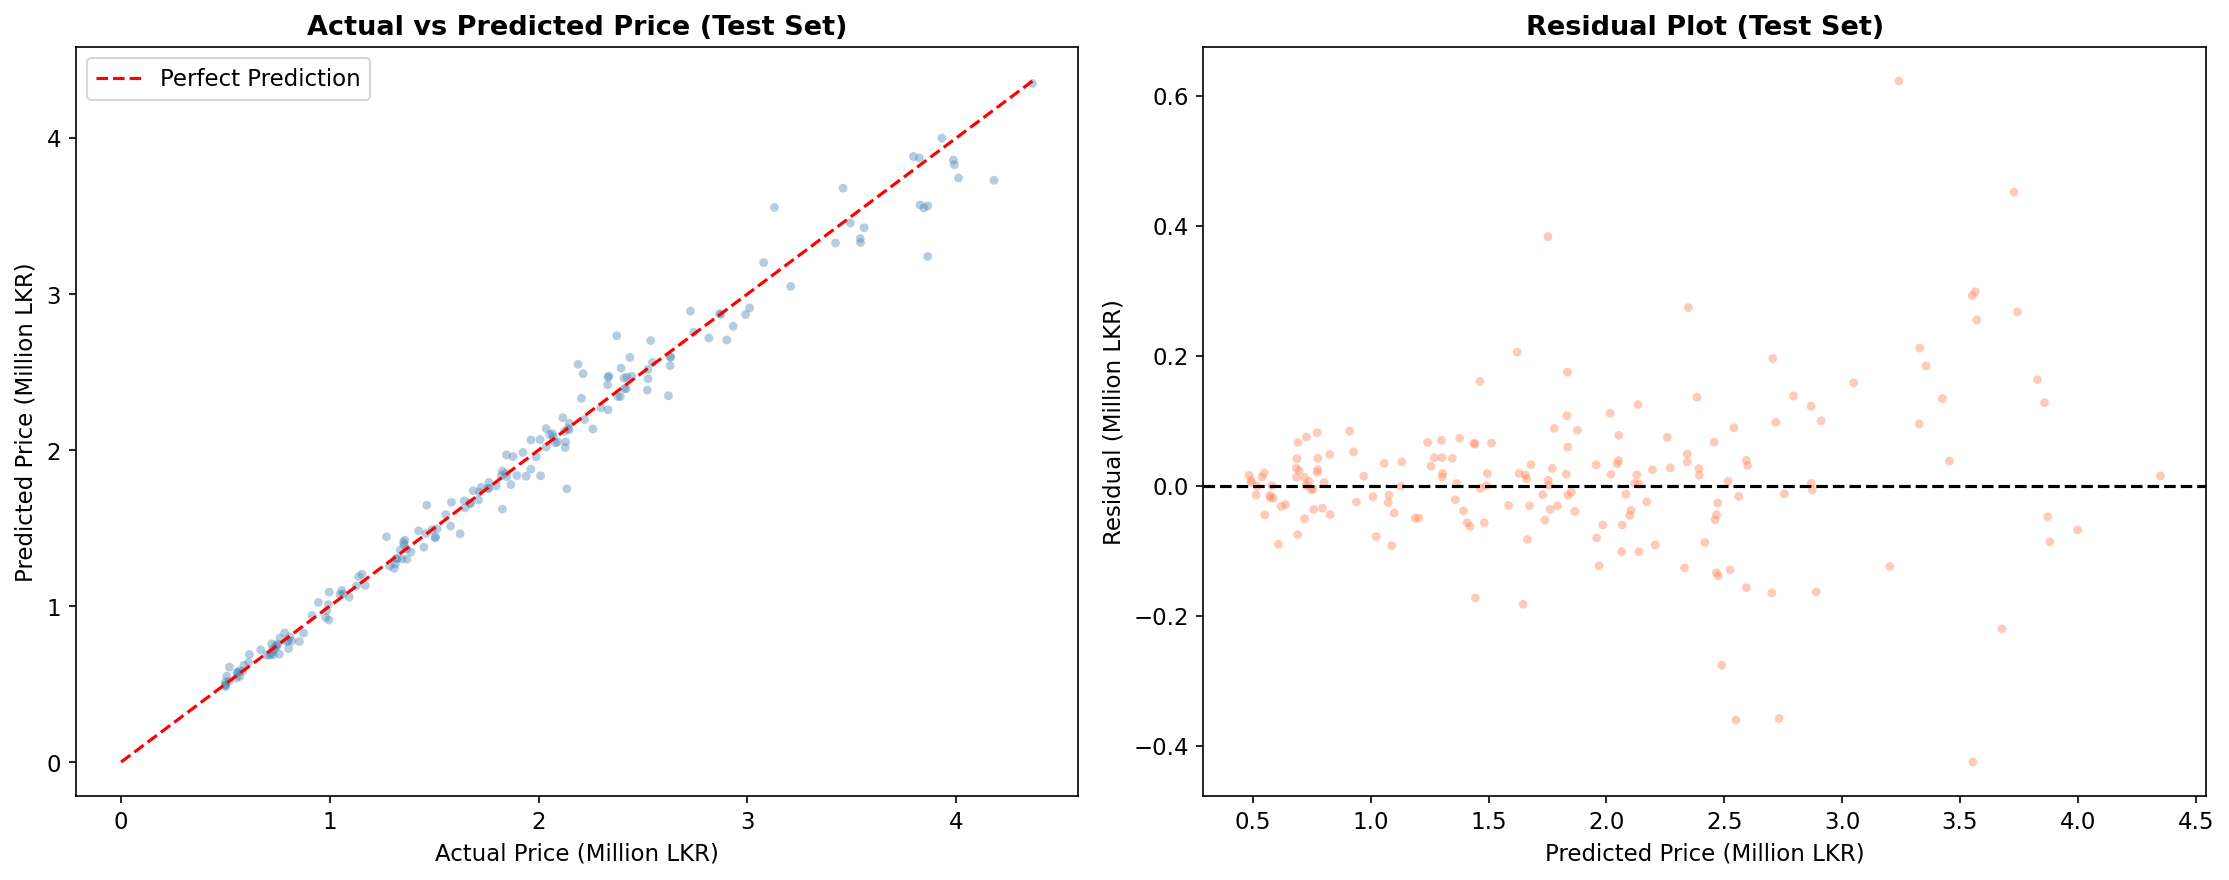 Actual vs Predicted Price (Test Set)
Perfect Prediction
Predicted Price (Million LKR)
4
3
2
1
0
0 1 2 3 4
Actual Price (Million LKR)
Residual Plot (Test Set)
Residual (Million LKR)
0.6
0.4
0.2
0.0
−0.2
−0.4
0.5 1.0 1.5 2.0 2.5 3.0 3.5 4.0 4.5
Predicted Price (Million LKR)